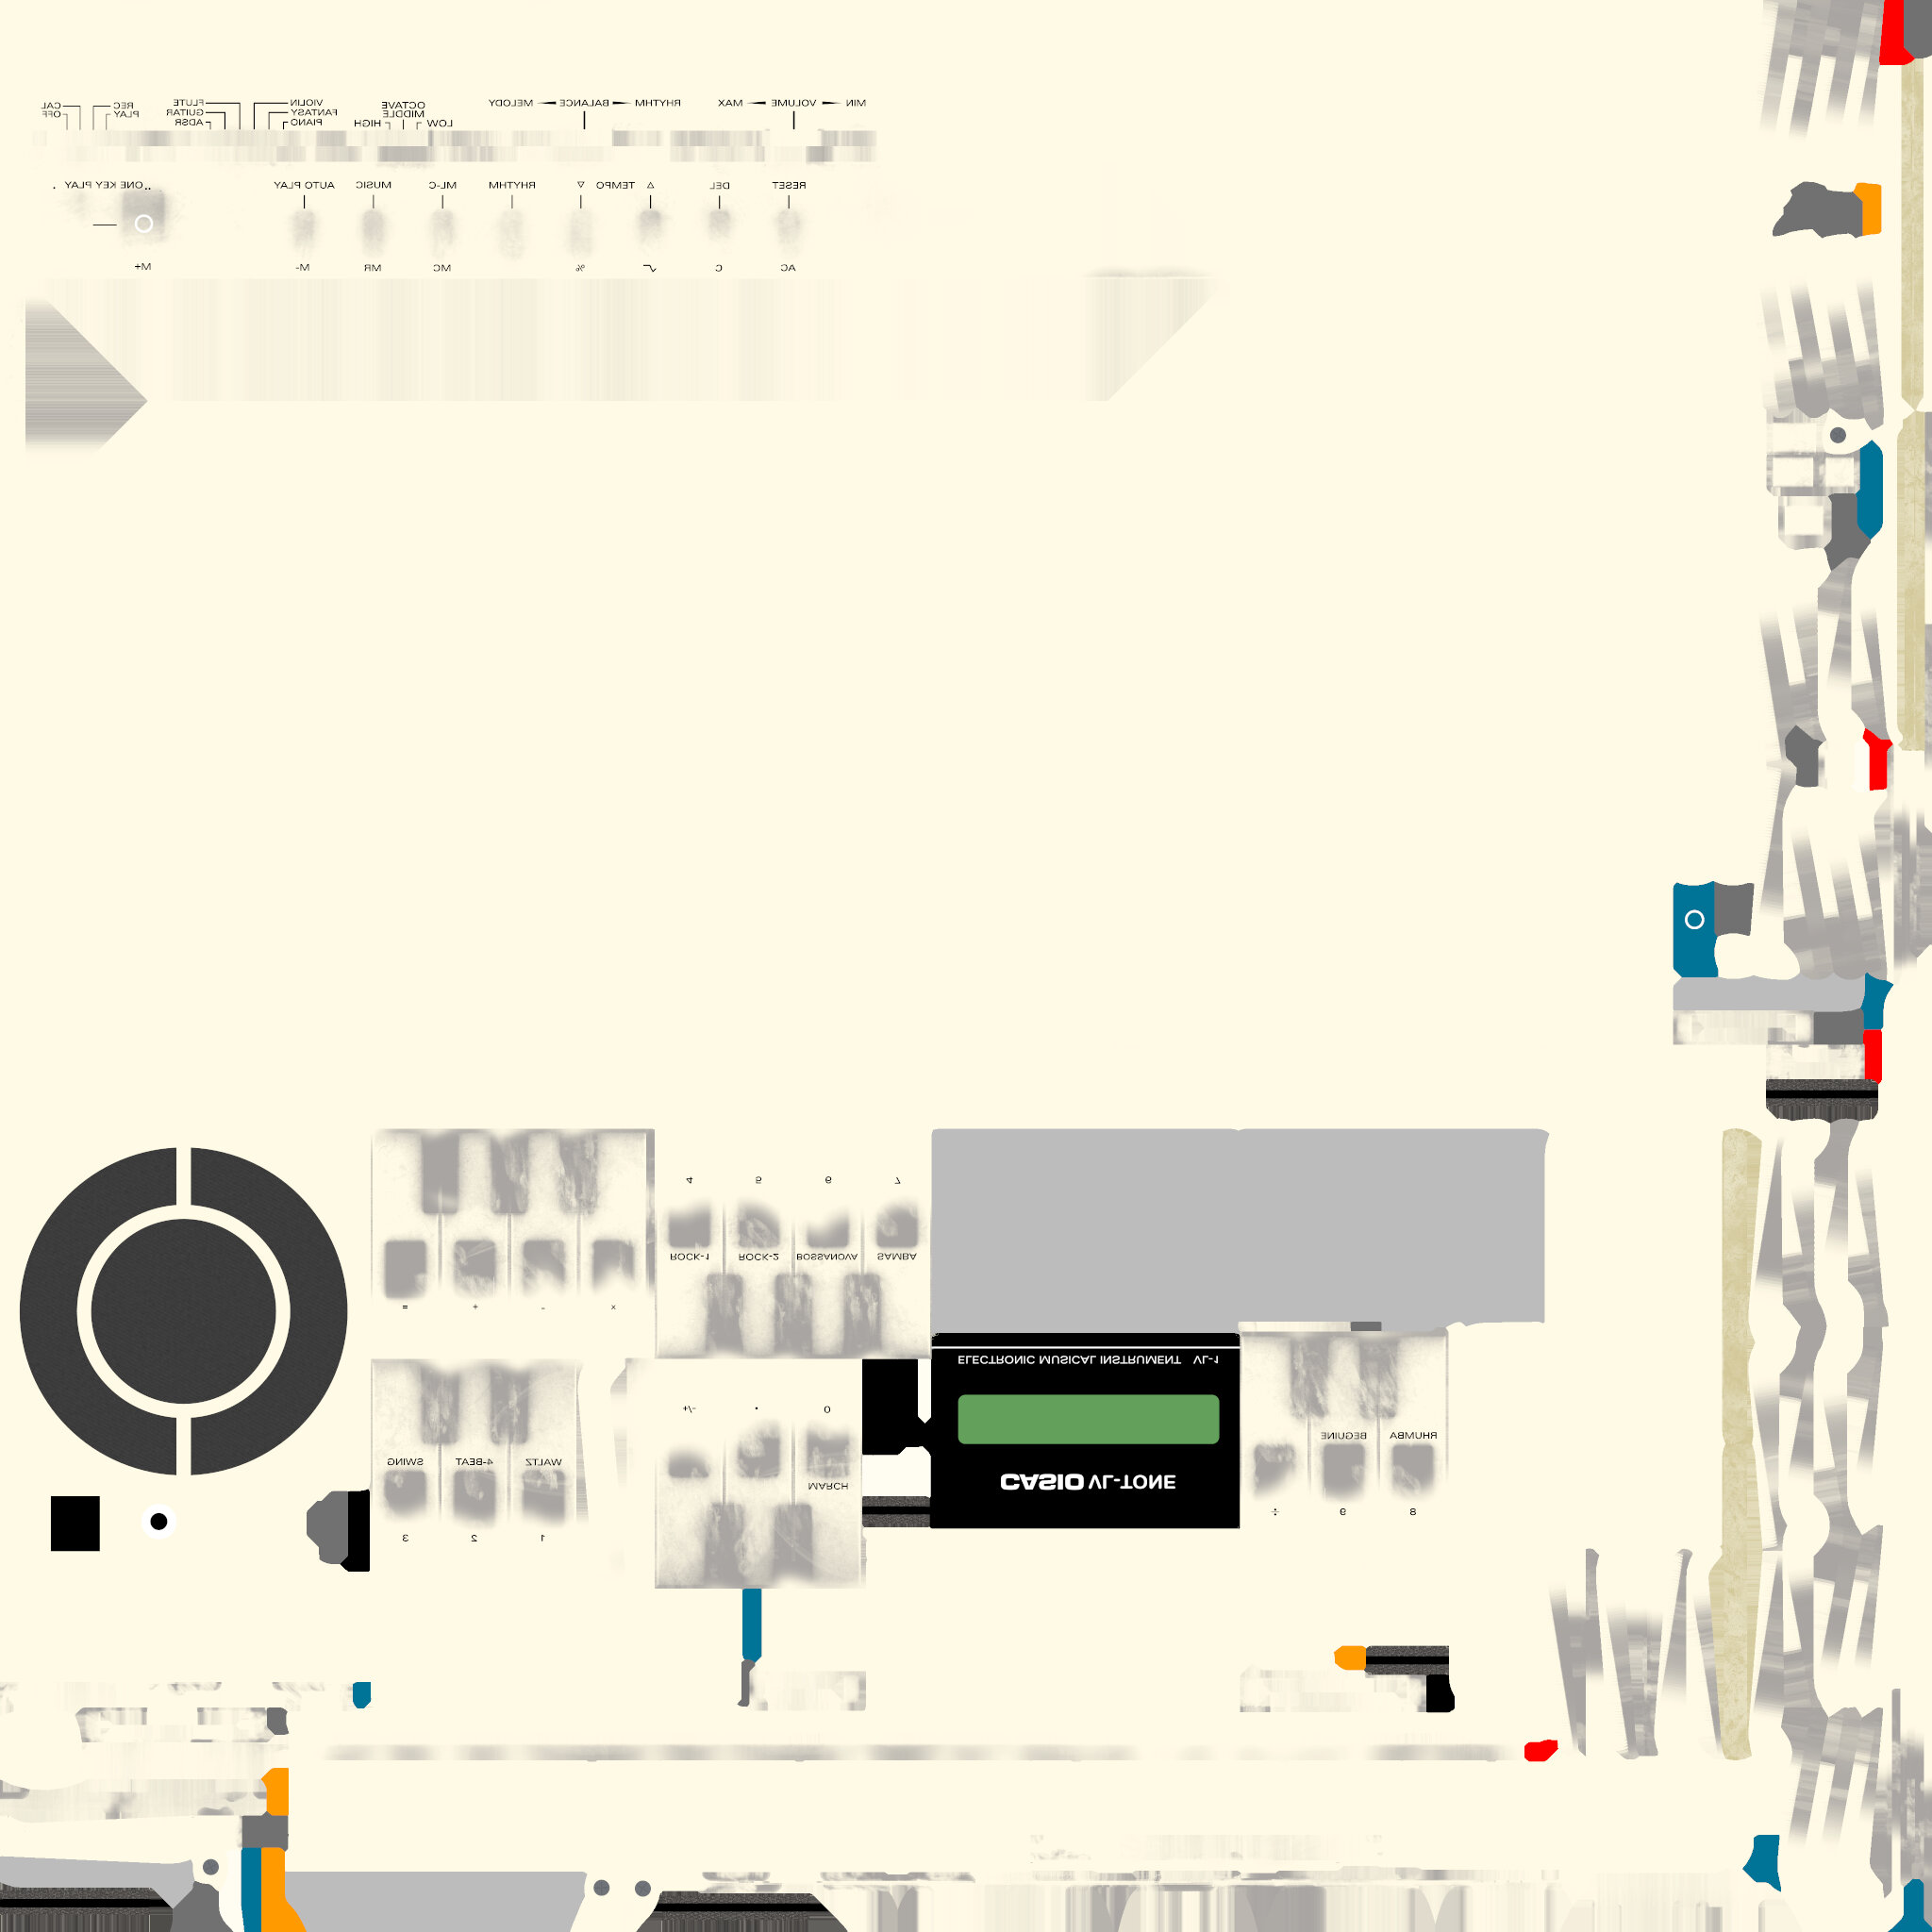 CAL REC FLUTE VIOLIN OCTAVE MELODY BALANCE RHYTHM MAX VOLUME MIN
OFF PLAY GUITAR FANTASY MIDDLE
ADSR PIANO HIGH LOW
ONE KEY PLAY AUTO PLAY MUSIC ML-C RHYTHM ▽ TEMPO △ DEL RESET
M+ M- MR MC % √ C AC
4 5 6 7
ROCK-1 ROCK-2 BOSSANOVA SAMBA
= + - ×
ELECTRONIC MUSICAL INSTRUMENT VL-1
CASIO VL-TONE
+/- • 0
MARCH
SWING 4-BEAT WALTZ
3 2 1
BEGUINE RHUMBA
÷ 9 8